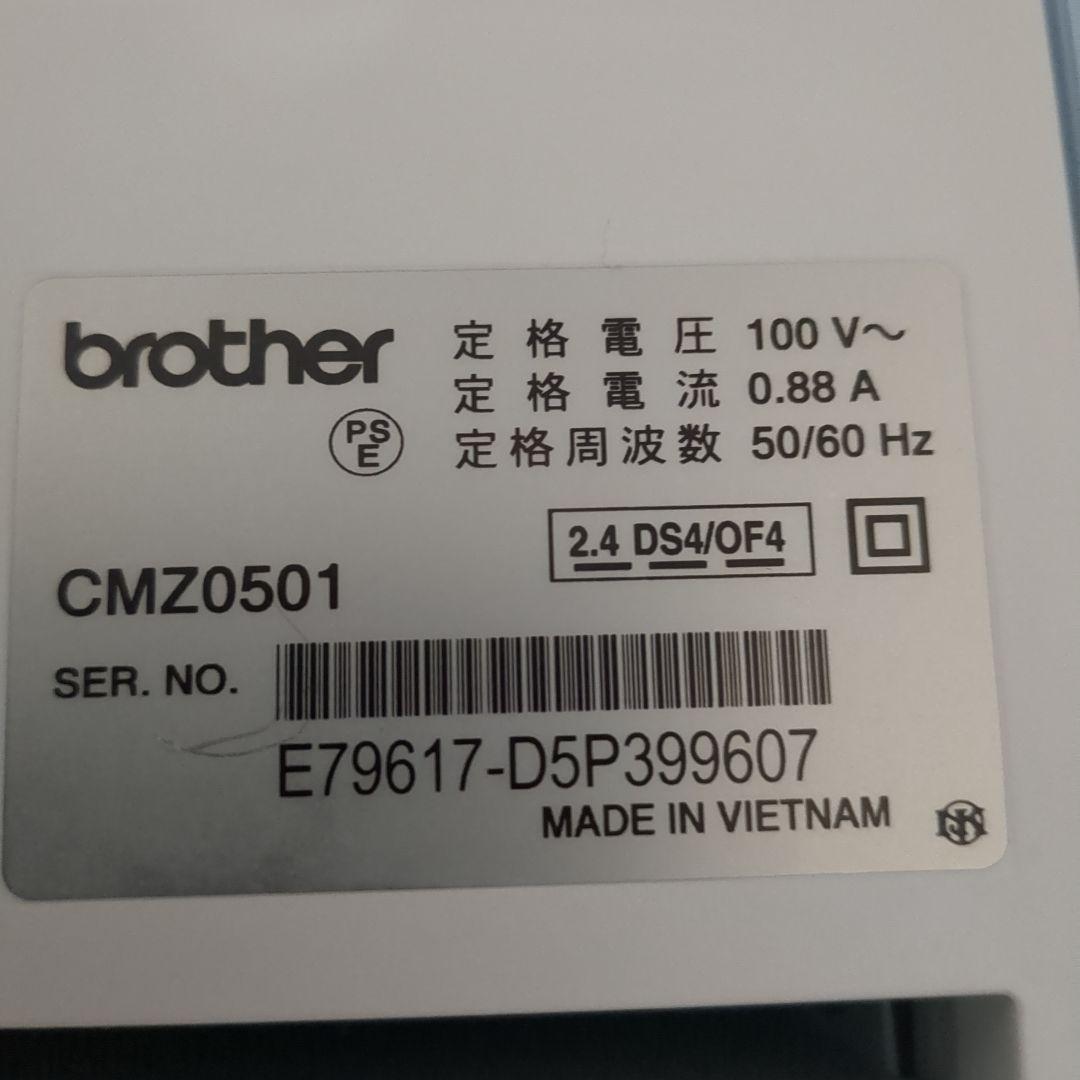 brother
PSE
定格電圧 100 V～
定格電流 0.88 A
定格周波数 50/60 Hz
2.4 DS4/OF4
CMZ0501
SER. NO.
E79617-D5P399607
MADE IN VIETNAM